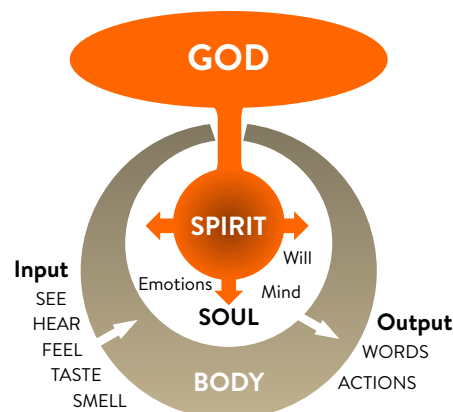 GOD
SPIRIT
Will
Emotions
Mind
SOUL
Input
SEE
HEAR
FEEL
TASTE
SMELL
Output
WORDS
ACTIONS
BODY